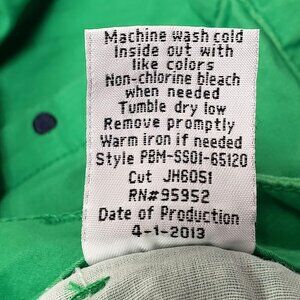 Machine wash cold
Inside out with
like colors
Non-chlorine bleach
when needed
Tumble dry low
Remove promptly
Warm iron if needed
Style PBM-SS01-65120
Cut JH6051
RN#95952
Date of Production
4-1-2013